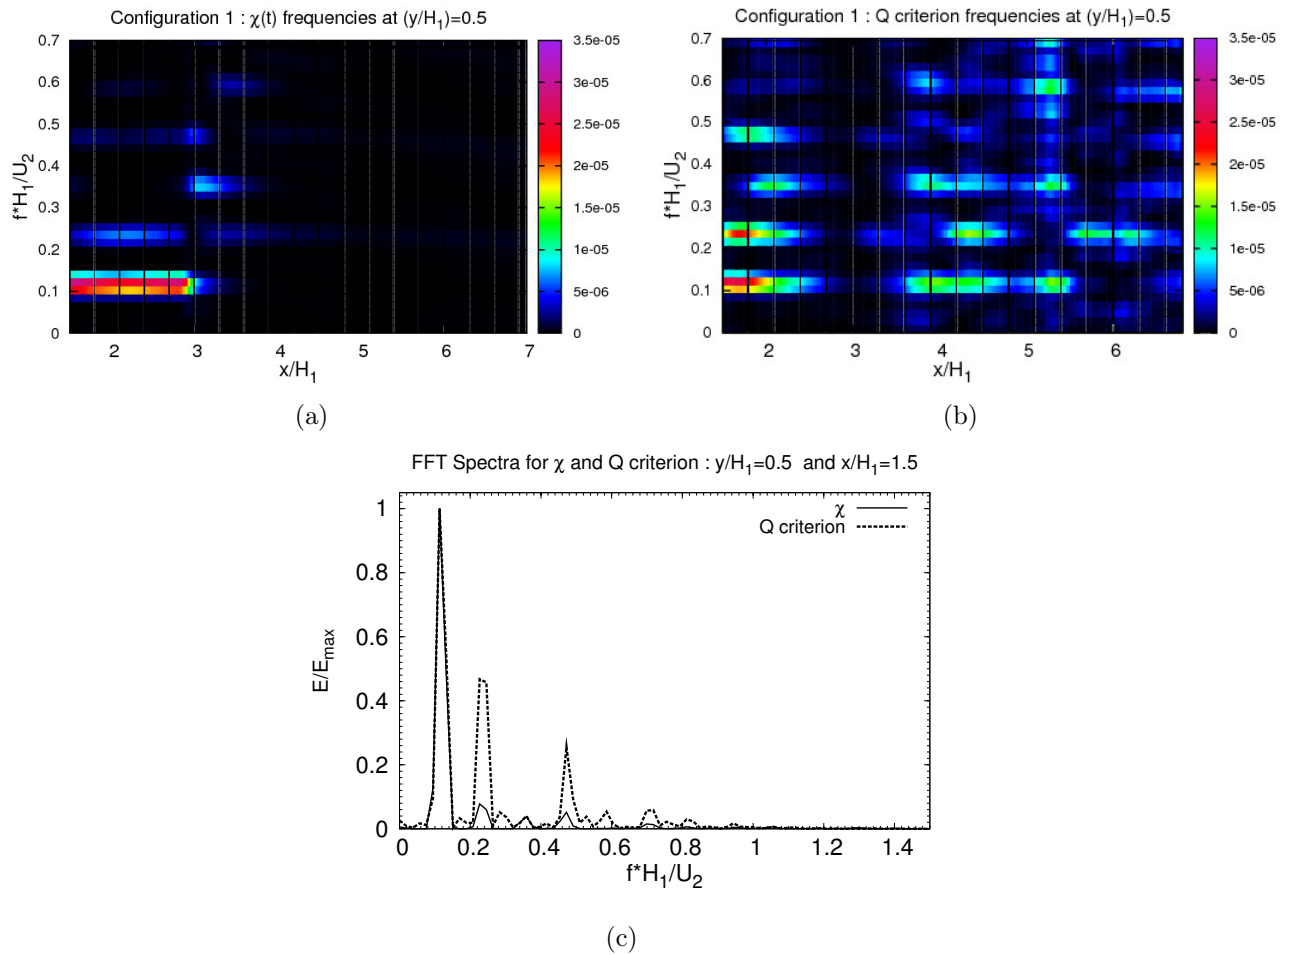 Configuration 1 : χ(t) frequencies at (y/H1)=0.5
0.7
0.6
0.5
0.4
0.3
0.2
0.1
0
f*H1/U2
2 3 4 5 6 7
x/H1
3.5e-05
3e-05
2.5e-05
2e-05
1.5e-05
1e-05
5e-06
0
(a)
Configuration 1 : Q criterion frequencies at (y/H1)=0.5
0.7
0.6
0.5
0.4
0.3
0.2
0.1
0
f*H1/U2
2 3 4 5 6
x/H1
3.5e-05
3e-05
2.5e-05
2e-05
1.5e-05
1e-05
5e-06
0
(b)
FFT Spectra for χ and Q criterion : y/H1=0.5 and x/H1=1.5
χ
Q criterion
1
0.8
0.6
0.4
0.2
0
E/Emax
0 0.2 0.4 0.6 0.8 1 1.2 1.4
f*H1/U2
(c)